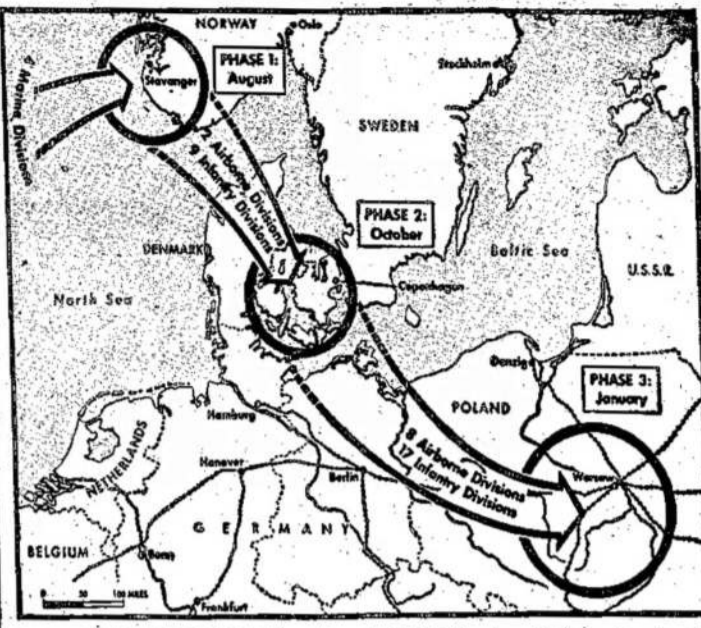 NORWAY
Oslo
PHASE 1:
August
Stavanger
Stockholm
6 Marine Divisions
SWEDEN
2 Airborne Divisions
9 Infantry Divisions
PHASE 2:
October
DENMARK
Baltic Sea
U.S.S.R.
Copenhagen
North Sea
Danzig
PHASE 3:
January
POLAND
Hamburg
NETHERLANDS
8 Airborne Divisions
17 Infantry Divisions
Warsaw
Hanover
Berlin
GERMANY
BELGIUM
Bonn
0 50 100 MILES
Frankfurt